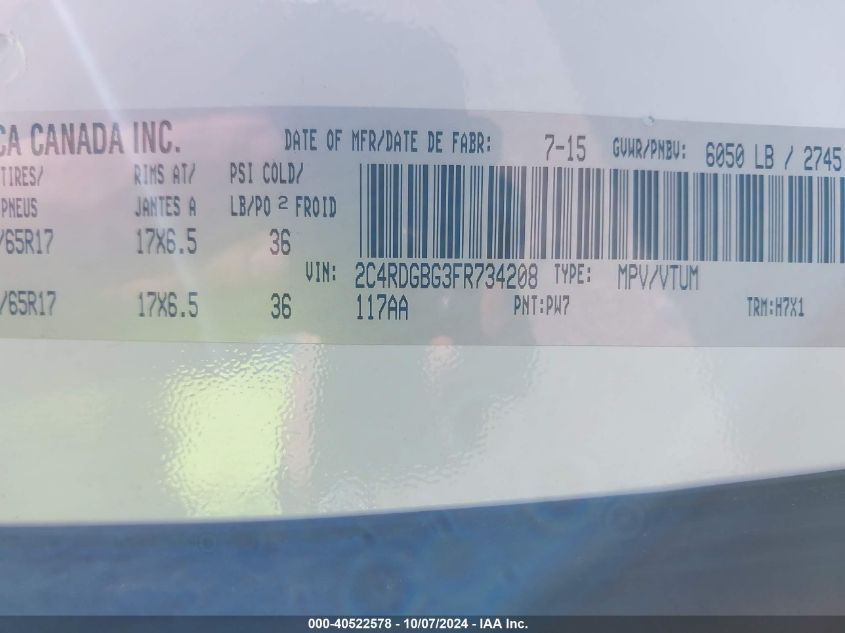 CA CANADA INC. DATE OF MFR/DATE DE FABR: 7-15 GVWR/PNBV: 6050 LB / 2745
TIRES/ RIMS AT/ PSI COLD/
PNEUS JANTES A LB/PO 2 FROID
/65R17 17X6.5 36
VIN: 2C4RDGBG3FR734208 TYPE: MPV/VTUM
/65R17 17X6.5 36 117AA PNT:PW7 TRM:H7X1
000-40522578 - 10/07/2024 - IAA Inc.